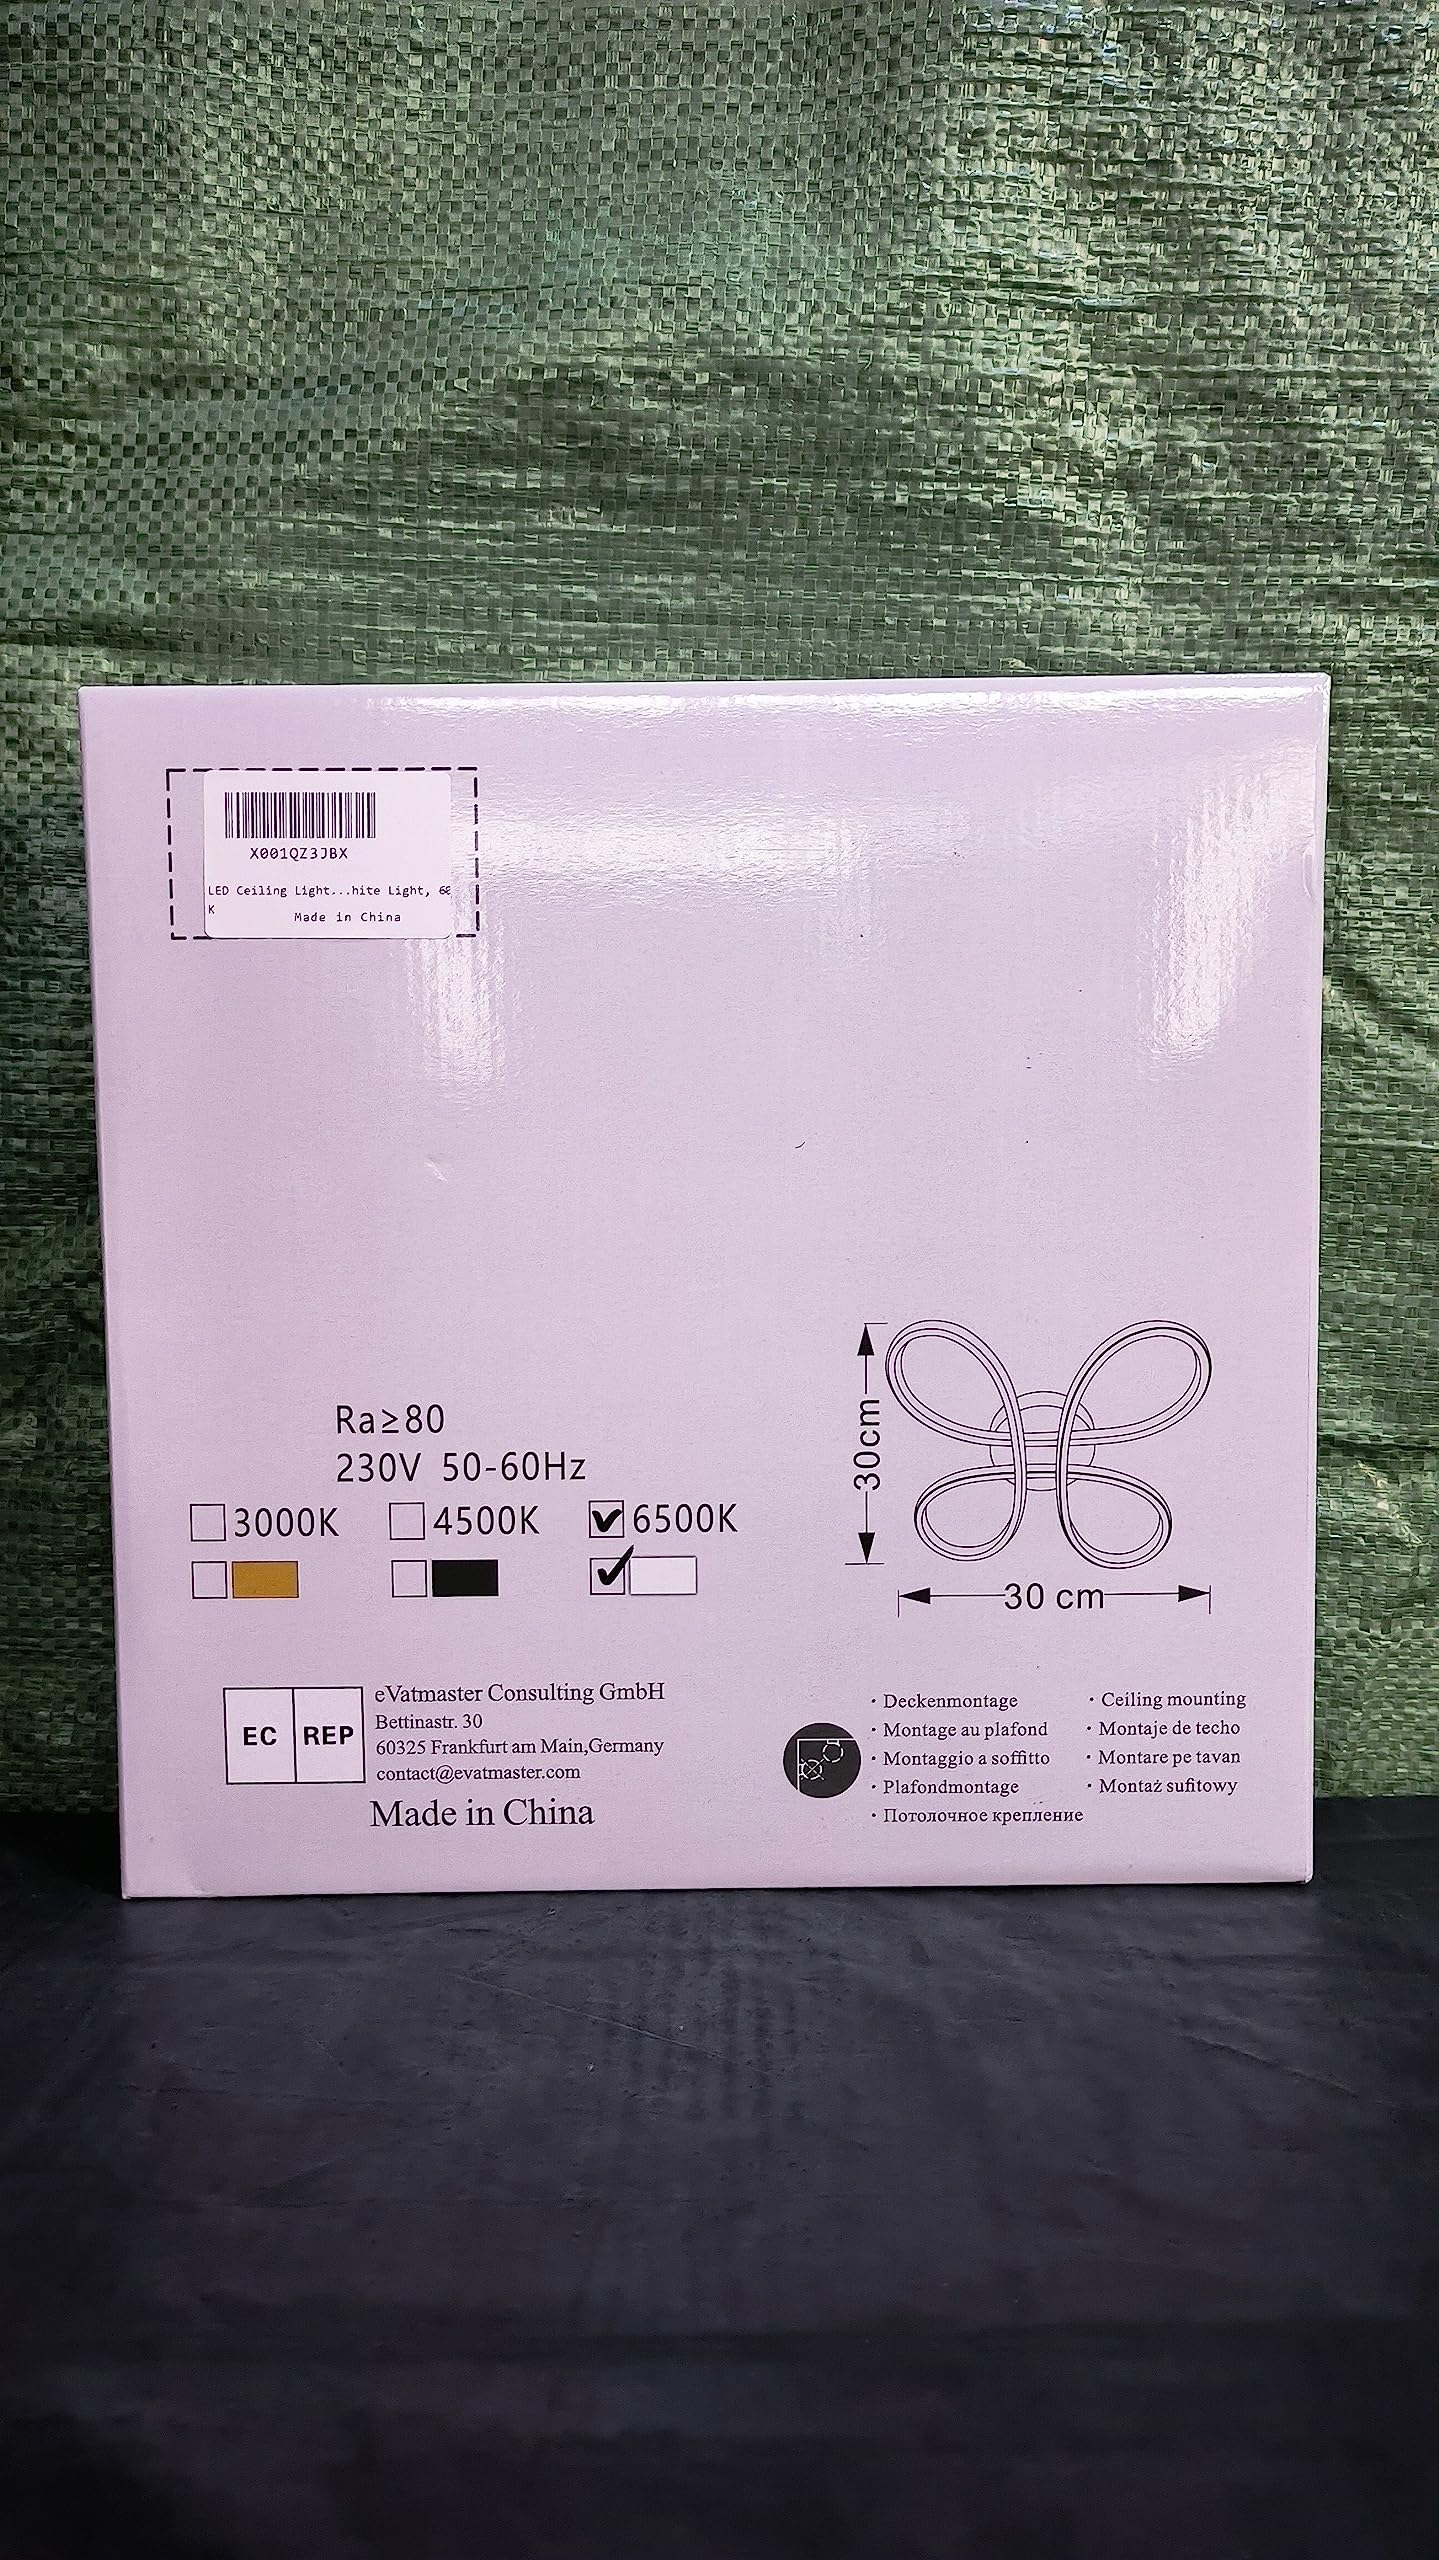 X001QZ3JBX
LED Ceiling Light...hite Light,
K
Made in China
Ra≥80
230V 50-60Hz
3000K 4500K 6500K
30cm
30 cm
EC REP
eVatmaster Consulting GmbH
Bettinastr. 30
60325 Frankfurt am Main,Germany
contact@evatmaster.com
Made in China
· Deckenmontage
· Montage au plafond
· Montaggio a soffitto
· Plafondmontage
· Потолочное крепление
· Ceiling mounting
· Montaje de techo
· Montare pe tavan
· Montaż sufitowy